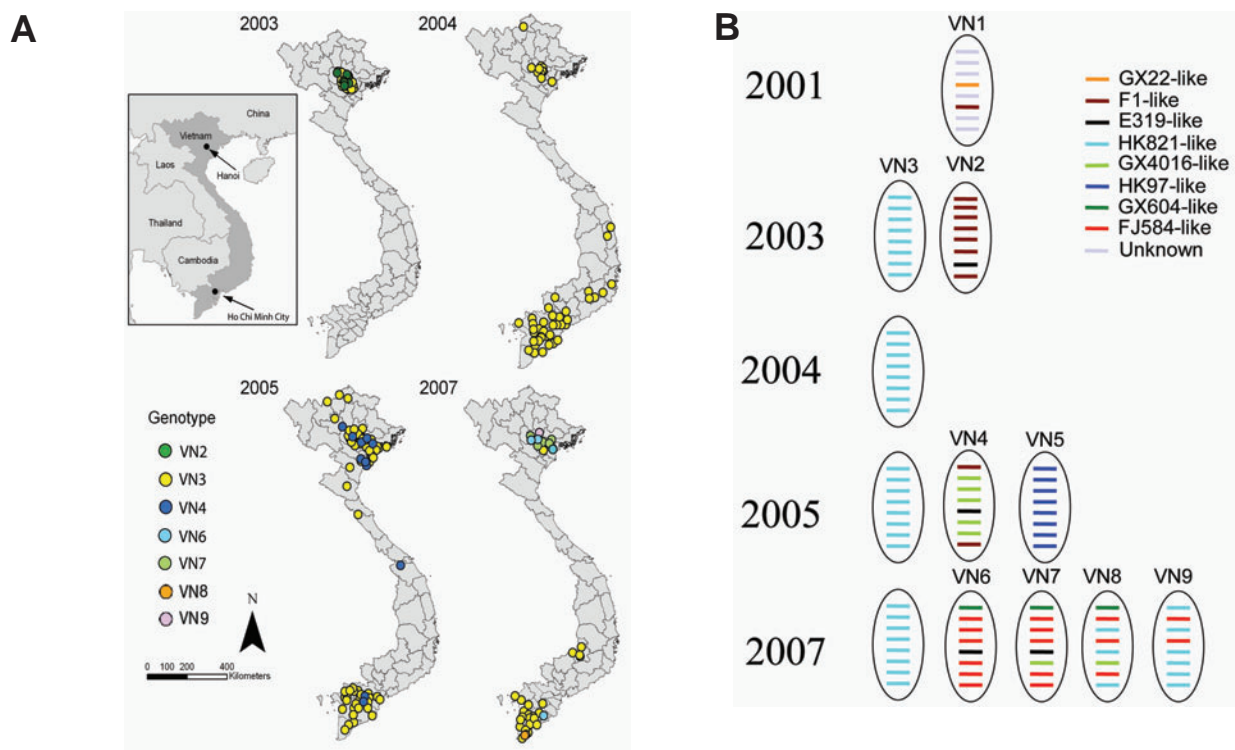 A
2003
2004
China
Vietnam
Hanoi
Laos
Thailand
Cambodia
Ho Chi Minh City
2005
2007
Genotype
VN2
VN3
VN4
VN6
VN7
VN8
VN9
N
0 100 200 400
Kilometers
B
VN1
2001
GX22-like
F1-like
E319-like
HK821-like
GX4016-like
HK97-like
GX604-like
FJ584-like
Unknown
VN3 VN2
2003
2004
VN4 VN5
2005
VN6 VN7 VN8 VN9
2007